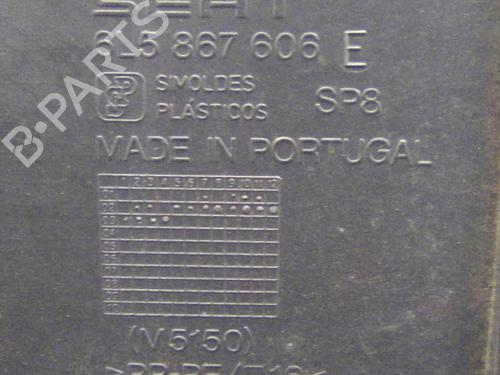 SEAT
6L5 867 606 E
SIMOLDES
PLÁSTICOS
SP8
MADE IN PORTUGAL
1 2 3 4 5 6 7 8 9 10 11 12
(M5150)
B-PARTS